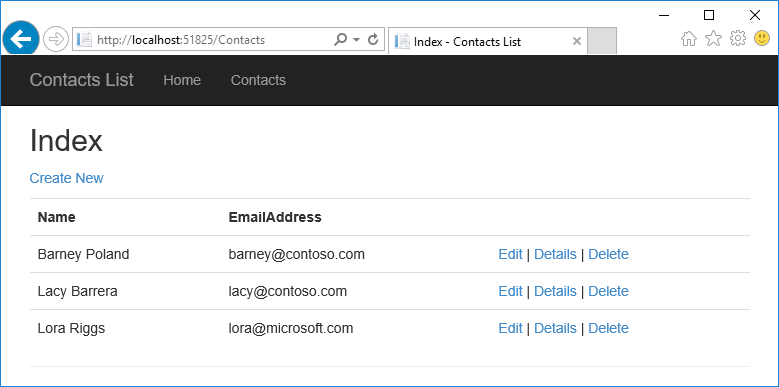 http://localhost:51825/Contacts
Index - Contacts List
Contacts List Home Contacts
Index
Create New
Name EmailAddress
Barney Poland barney@contoso.com Edit | Details | Delete
Lacy Barrera lacy@contoso.com Edit | Details | Delete
Lora Riggs lora@microsoft.com Edit | Details | Delete